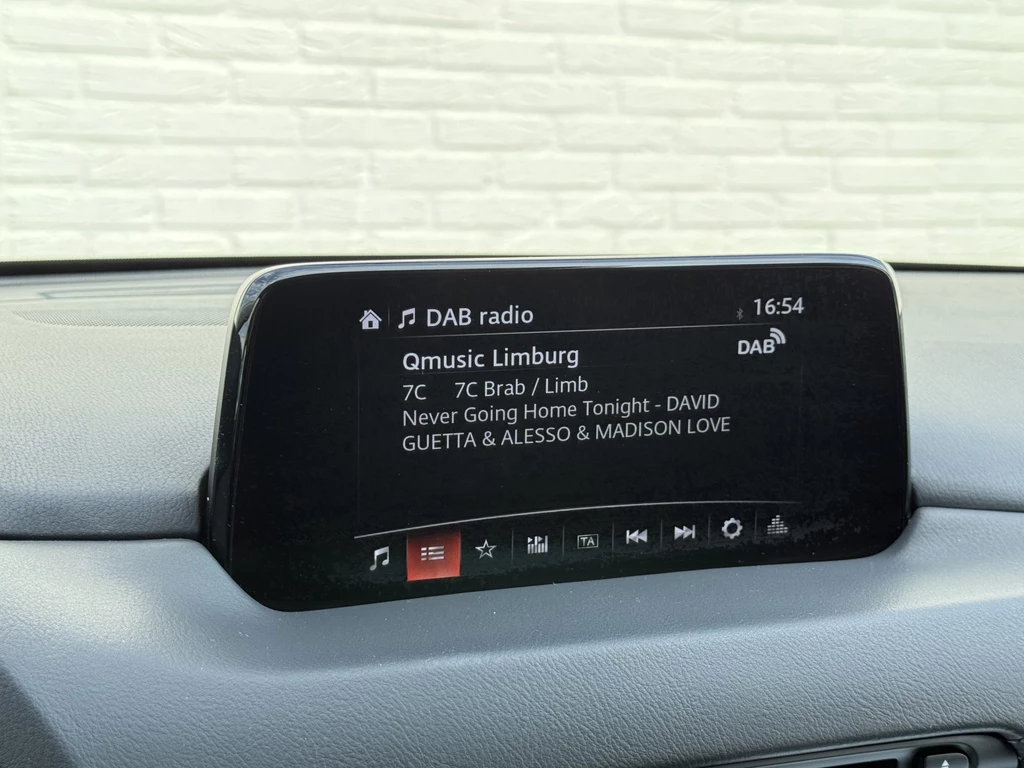 DAB radio
16:54
Qmusic Limburg
DAB
7C 7C Brab / Limb
Never Going Home Tonight - DAVID
GUETTA & ALESSO & MADISON LOVE
TA